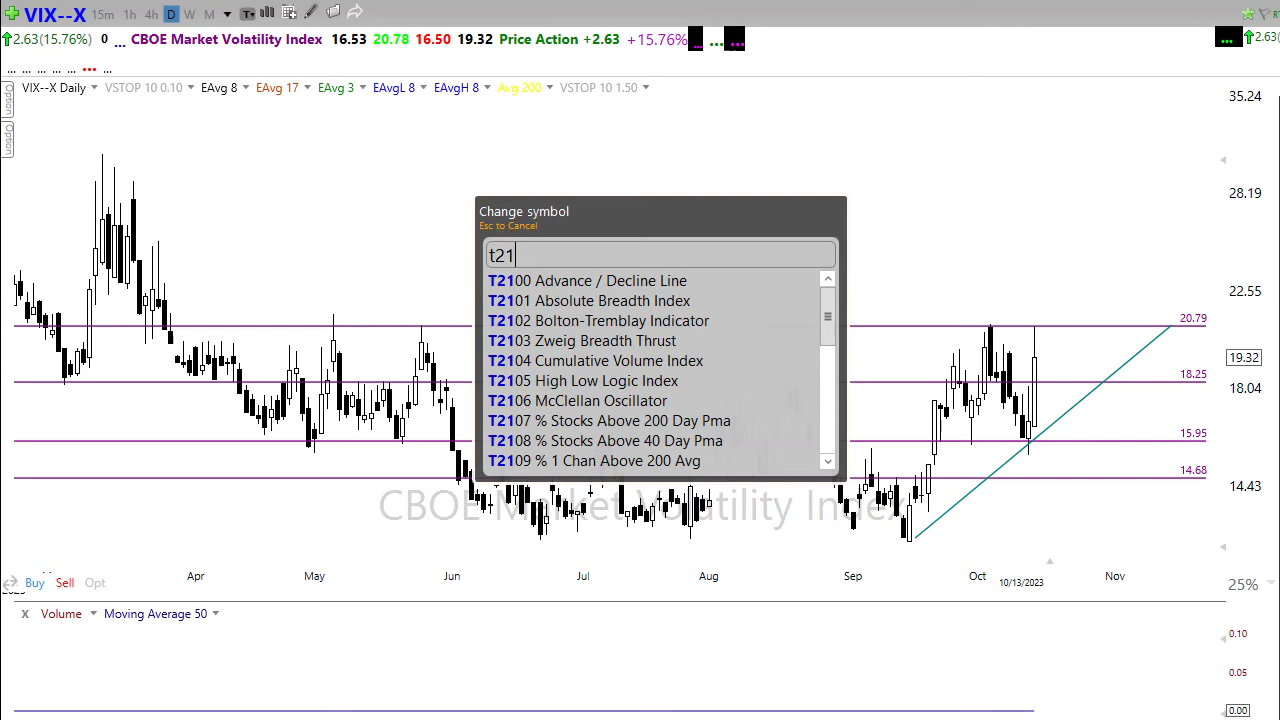 VIX--X 15m 1h 4h D W M T
2.63(15.76%) 0 ... CBOE Market Volatility Index 16.53 20.78 16.50 19.32 Price Action +2.63 +15.76% ... ... ... ... 2.63(
... ... ... ... ... ... ...
Option
Option
VIX--X Daily VSTOP 10 0.10 EAvg 8 EAvg 17 EAvg 3 EAvgL 8 EAvgH 8 Avg 200 VSTOP 10 1.50
35.24
28.19
22.55
20.79
19.32
18.25
18.04
15.95
14.68
14.43
Change symbol
Esc to Cancel
t21
T2100 Advance / Decline Line
T2101 Absolute Breadth Index
T2102 Bolton-Tremblay Indicator
T2103 Zweig Breadth Thrust
T2104 Cumulative Volume Index
T2105 High Low Logic Index
T2106 McClellan Oscillator
T2107 % Stocks Above 200 Day Pma
T2108 % Stocks Above 40 Day Pma
T2109 % 1 Chan Above 200 Avg
CBOE Market Volatility Index
Apr May Jun Jul Aug Sep Oct Nov
10/13/2023
Buy Sell Opt 25%
X Volume Moving Average 50
0.10
0.05
0.00